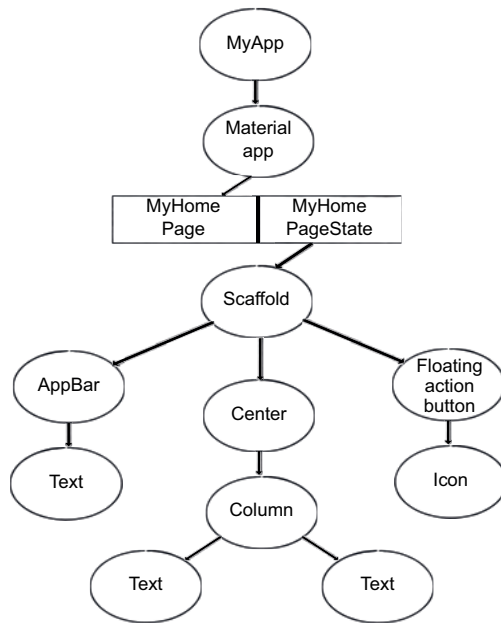 MyApp
Material
app
MyHome
Page
MyHome
PageState
Scaffold
AppBar
Center
Floating
action
button
Text
Column
Icon
Text
Text